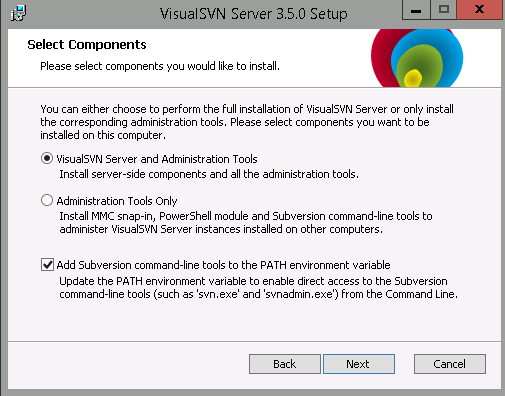 VisualSVN Server 3.5.0 Setup
Select Components
Please select components you would like to install.
You can either choose to perform the full installation of VisualSVN Server or only install
the corresponding administration tools. Please select components you want to be
installed on this computer.
VisualSVN Server and Administration Tools
Install server-side components and all the administration tools.
Administration Tools Only
Install MMC snap-in, PowerShell module and Subversion command-line tools to
administer VisualSVN Server instances installed on other computers.
Add Subversion command-line tools to the PATH environment variable
Update the PATH environment variable to enable direct access to the Subversion
command-line tools (such as 'svn.exe' and 'svnadmin.exe') from the Command Line.
Back
Next
Cancel